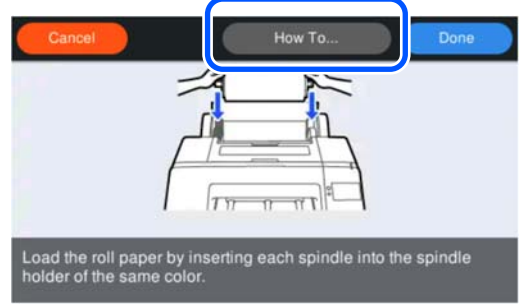 Cancel
How To...
Done
Load the roll paper by inserting each spindle into the spindle
holder of the same color.